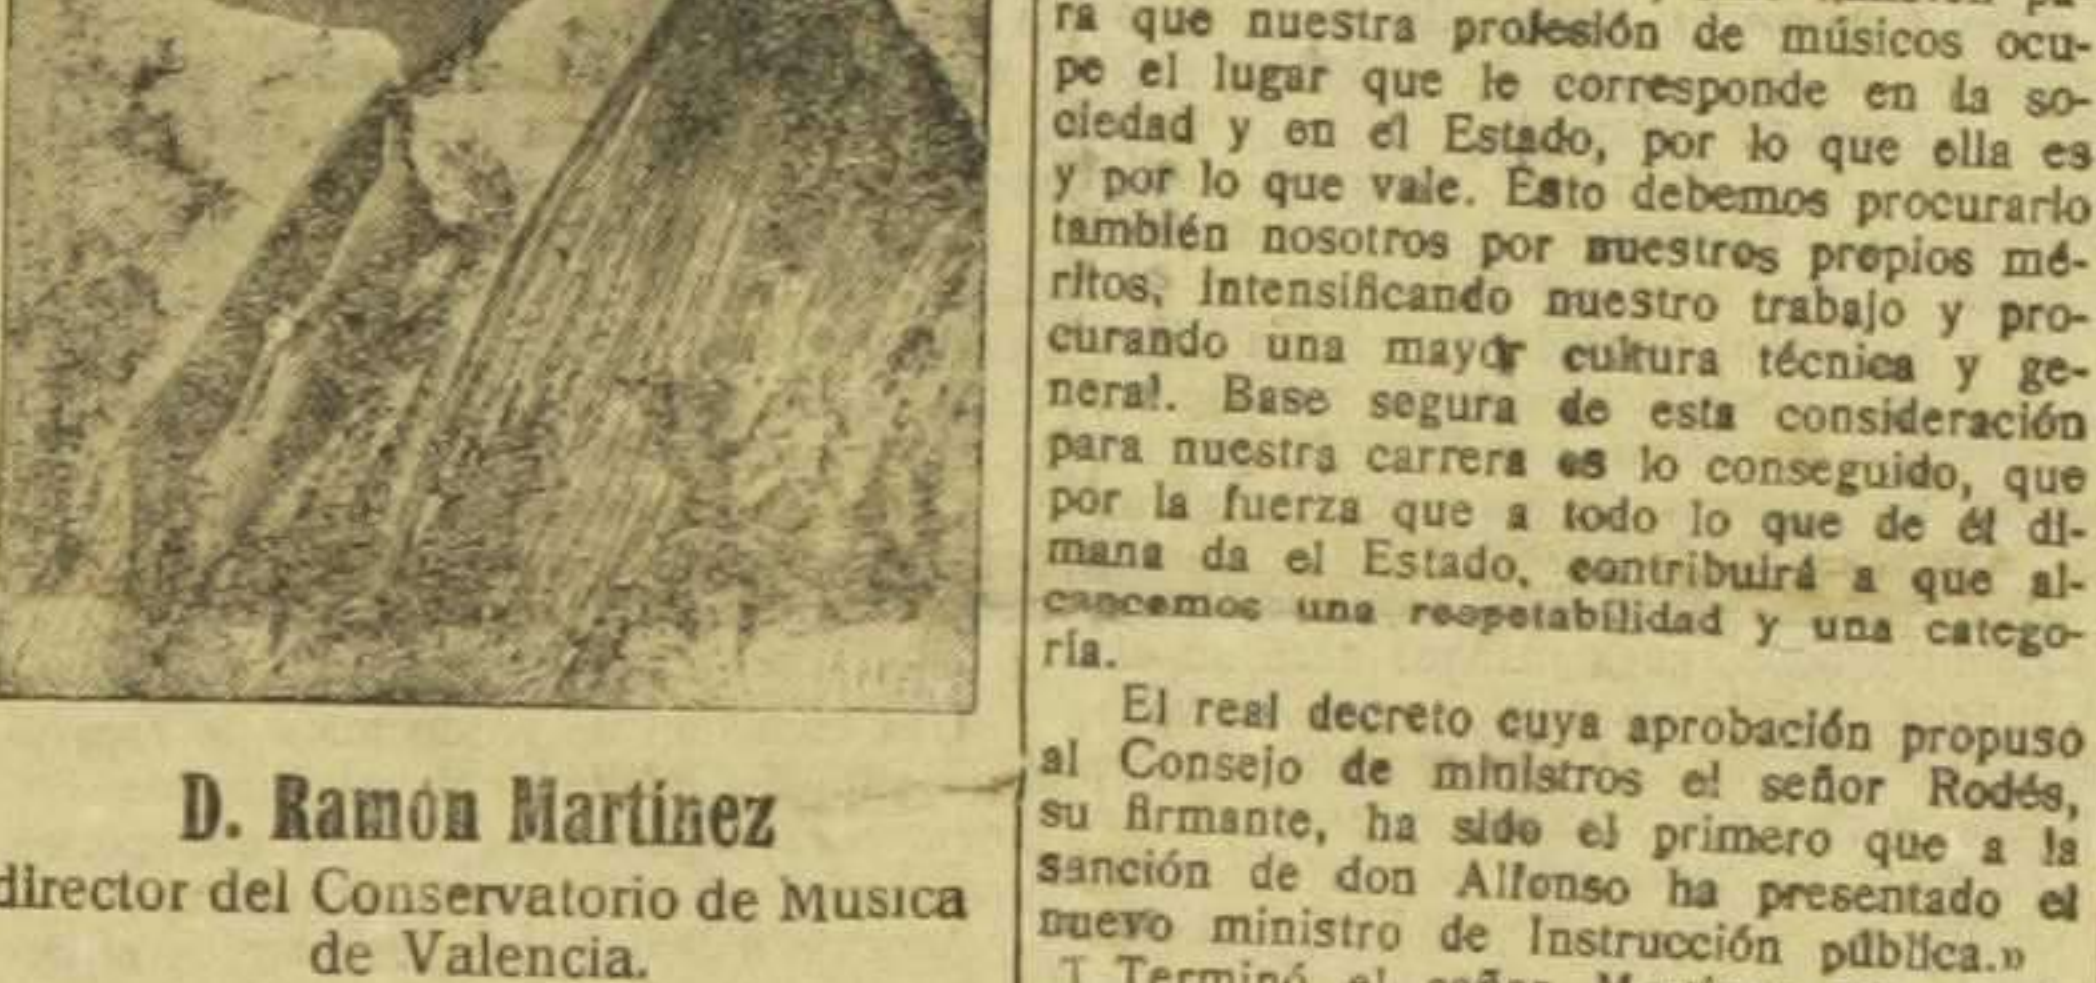 D. Ramón Martínez
director del Conservatorio de Musica
de Valencia.
ra que nuestra profesión de músicos ocu-
pe el lugar que le corresponde en la so-
ciedad y en el Estado, por lo que ella es
y por lo que vale. Esto debemos procurarlo
también nosotros por nuestros propios mé-
ritos, intensificando nuestro trabajo y pro-
curando una mayor cultura técnica y ge-
neral. Base segura de esta consideración
para nuestra carrera es lo conseguido, que
por la fuerza que a todo lo que de él di-
mana da el Estado, contribuirá a que al-
cancemos una respetabilidad y una catego-
ría.
El real decreto cuya aprobación propuso
al Consejo de ministros el señor Rodés,
su firmante, ha sido el primero que a la
sanción de don Alfonso ha presentado el
nuevo ministro de Instrucción pública.»
Terminó el señor